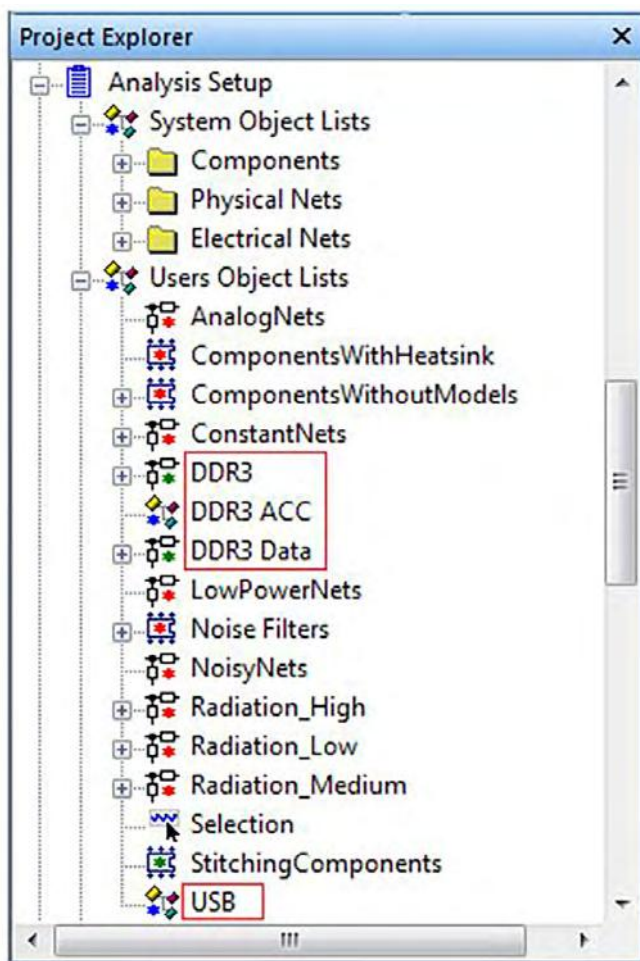 Project Explorer
Analysis Setup
System Object Lists
Components
Physical Nets
Electrical Nets
Users Object Lists
AnalogNets
ComponentsWithHeatsink
ComponentsWithoutModels
ConstantNets
DDR3
DDR3 ACC
DDR3 Data
LowPowerNets
Noise Filters
NoisyNets
Radiation_High
Radiation_Low
Radiation_Medium
Selection
StitchingComponents
USB